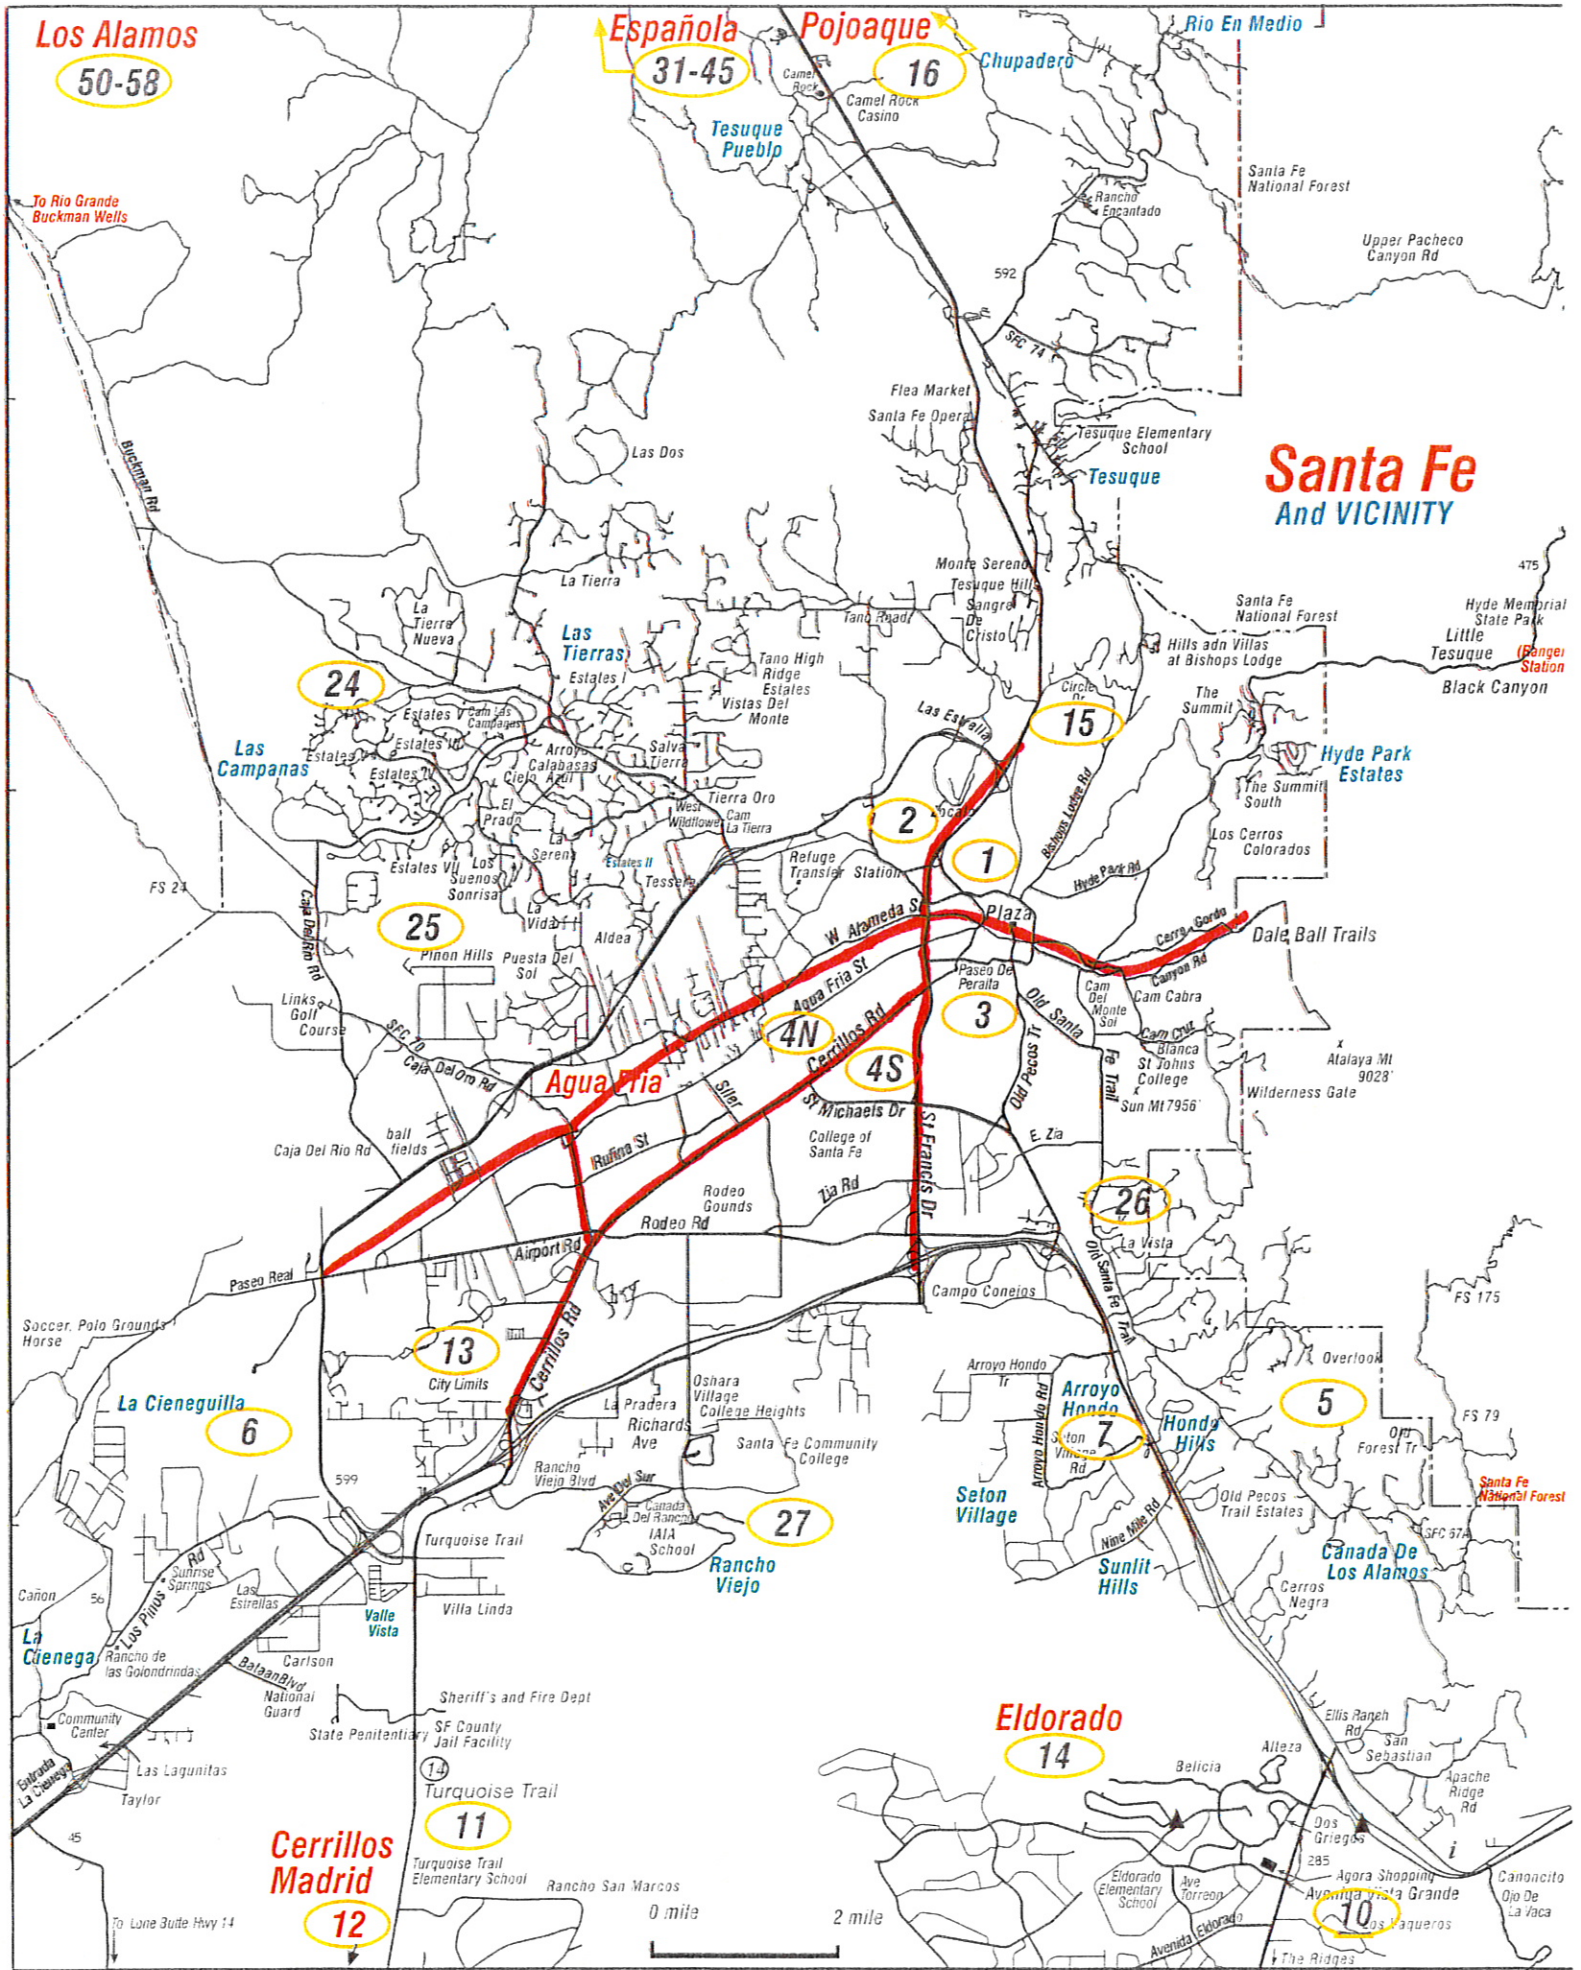 Los Alamos
50-58
Española
31-45
Pojoaque
16
Chupadero
Rio En Medio
Camel
Rock
Camel Rock
Casino
Tesuque
Pueblo
Santa Fe
National Forest
To Rio Grande
Buckman Wells
Rancho
Encantado
Upper Pacheco
Canyon Rd
592
SFC 74
Flea Market
Santa Fe Opera
Tesuque Elementary
School
Tesuque
Las Dos
Buckman Rd
Santa Fe
And VICINITY
475
Monte Sereno
Tesuque Hill
Sangre
De
Cristo
La Tierra
La
Tierre
Nueva
Tano Road
Santa Fe
National Forest
Hyde Memorial
State Park
Little
Tesuque
(Ranger
Station
Black Canyon
Las
Tierras
Estates I
Hills adn Villas
at Bishops Lodge
Tano High
Ridge
Estates
Vistas Del
Monte
24
Circle
Dr
15
The
Summit
Estates V
Cam Las
Campanas
Las Estrella
Las
Campanas
Estates III
Arroyo
Calabasas
Cielo Azul
Salva
Tierra
Hyde Park
Estates
The Summit
South
El
Prado
West
Wildflower
Tierra Oro
Cam
La Tierra
2
Zocalo
1
Bishops Lodge Rd
Los Cerros
Colorados
La
Serena
Estates II
Estates VII
Los
Suenos
Sonrisa
Tessera
Refuge
Transfer Station
Hyde Park Rd
FS 24
Caja Del Rio Rd
25
La
Vida
Aldea
W Alameda S
Plaza
Cerro Gordo
Dale Ball Trails
Canyon Rd
Pinon Hills
Puesta Del
Sol
Agua Fria St
Paseo De
Peralta
Cam
Del
Monte
Sol
Cam Cabra
Links
Golf
Course
SFC 70
Caja Del Oro Rd
4N
Cerrillos Rd
3
Old Santa
Fe Trail
Old Pecos Tr
Cam Cruz
Blanca
St Johns
College
x
Sun Mt 7956'
x
Atalaya Mt
9028'
Wilderness Gate
Agua Fria
4S
Siler
St Michaels Dr
ball
fields
Caja Del Rio Rd
Rufina St
College of
Santa Fe
St Francis Dr
E. Zia
Zia Rd
Rodeo
Gounds
Rodeo Rd
26
La Vista
Airport Rd
Paseo Real
Old Santa Fe Trail
Campo Conejos
FS 175
Soccer, Polo Grounds
Horse
13
City Limits
Cerrillos Rd
Overlook
Arroyo Hondo
Tr
Arroyo Hondo Rd
Arroyo
Hondo
7
Seton
Village
Rd
Hondo
Hills
5
FS 79
Old
Forest Tr
La Cieneguilla
6
La Pradera
Oshara
Village
College Heights
Richards
Ave
Santa Fe Community
College
599
Rancho
Viejo Blvd
Ave Del Sur
Canada
Del Rancho
IAIA
School
27
Rancho
Viejo
Seton
Village
Old Pecos
Trail Estates
Santa Fe
National Forest
Nine Mile Rd
Sunlit
Hills
SFC 67A
Canada De
Los Alamos
Turquoise Trail
Sunrise
Springs
Los Pinos Rd
Las
Estrellas
Cañon
56
Valle
Vista
Villa Linda
Cerros
Negra
La
Cienega
Rancho de
las Golondrindas
Carlson
Bataan Blvd
National
Guard
Sheriff's and Fire Dept
State Penitentiary
SF County
Jail Facility
Community
Center
Entrada
La Cienega
Las Lagunitas
Taylor
14
Turquoise Trail
11
Turquoise Trail
Elementary School
45
Cerrillos
Madrid
12
To Lone Butte Hwy 14
Rancho San Marcos
0 mile
2 mile
Eldorado
14
Ellis Ranch
Rd
San
Sebastian
Alteza
Belicia
Apache
Ridge
Rd
Dos
Griegos
285
i
Agora Shopping
Avenida Vista Grande
10
Los Vaqueros
Canoncito
Ojo De
La Vaca
Eldorado
Elementary
School
Ave
Torreon
Avenida Eldorado
The Ridges